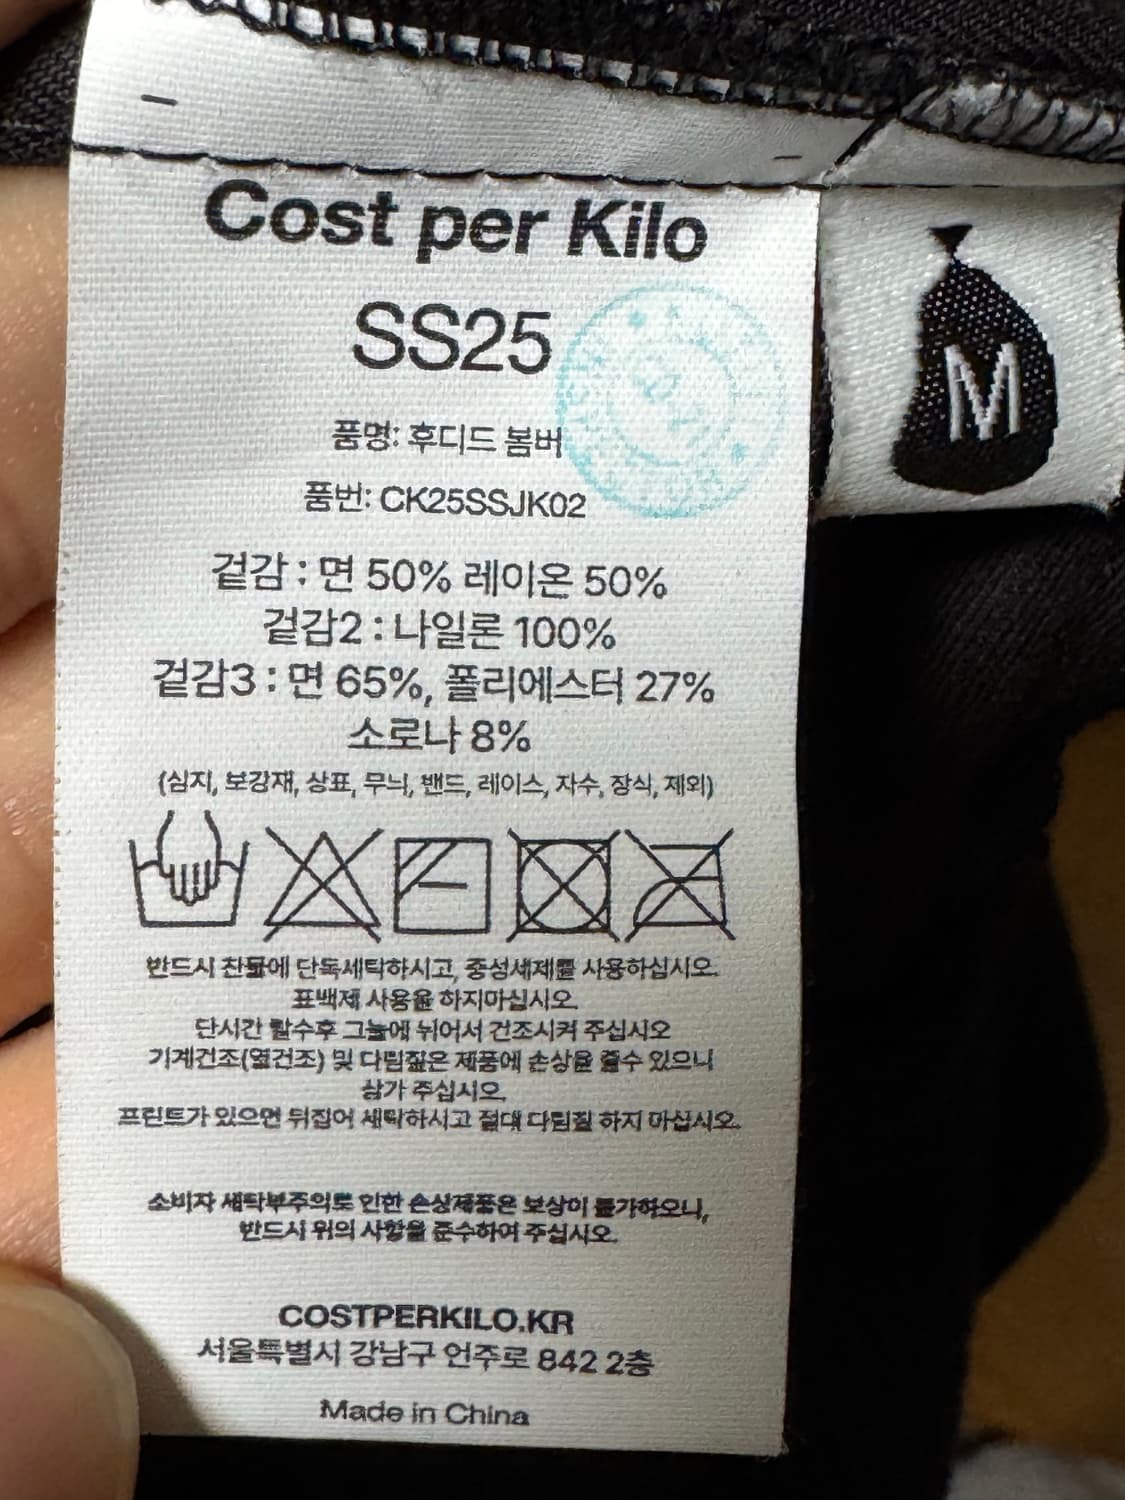 Cost per Kilo
SS25
품명: 후디드 봄버
품번: CK25SSJK02
겉감 : 면 50% 레이온 50%
겉감2 : 나일론 100%
겉감3 : 면 65%, 폴리에스터 27%
소로나 8%
(심지, 보강재, 상표, 무늬, 밴드, 레이스, 자수, 장식, 제외)
반드시 찬물에 단독세탁하시고, 중성세제를 사용하십시오.
표백제 사용을 하지마십시오.
단시간 탈수후 그늘에 뉘어서 건조시켜 주십시오
기계건조(열건조) 및 다림질은 제품에 손상을 줄수 있으니
삼가 주십시오.
프린트가 있으면 뒤집어 세탁하시고 절대 다림질 하지 마십시오.
소비자 세탁부주의로 인한 손상제품은 보상이 불가하오니,
반드시 위의 사항을 준수하여 주십시오.
COSTPERKILO.KR
서울특별시 강남구 언주로 842 2층
Made in China
M